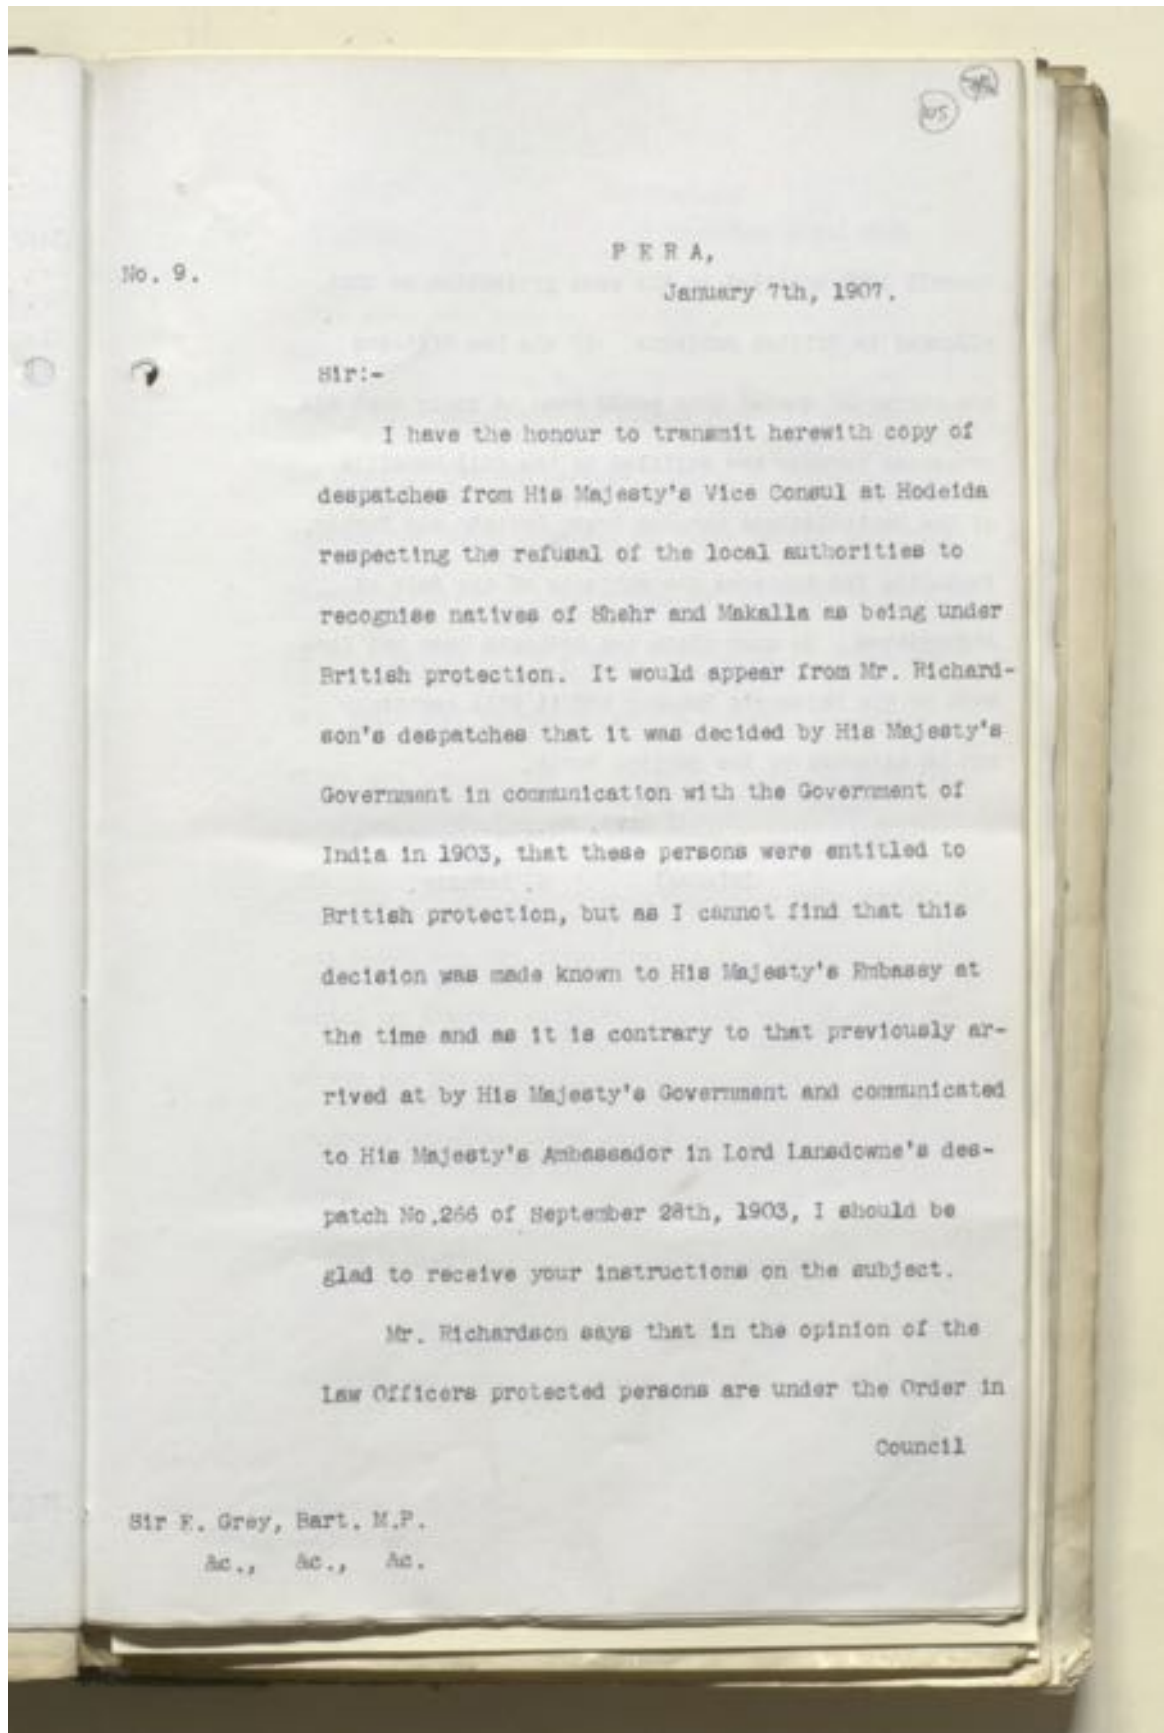 105
PERA,
No. 9.
January 7th, 1907.
Sir:-
I have the honour to transmit herewith copy of
despatches from His Majesty's Vice Consul at Hodeida
respecting the refusal of the local authorities to
recognise natives of Shehr and Makalla as being under
British protection. It would appear from Mr. Richard-
son's despatches that it was decided by His Majesty's
Government in communication with the Government of
India in 1903, that these persons were entitled to
British protection, but as I cannot find that this
decision was made known to His Majesty's Embassy at
the time and as it is contrary to that previously ar-
rived at by His Majesty's Government and communicated
to His Majesty's Ambassador in Lord Lansdowne's des-
patch No.266 of September 28th, 1903, I should be
glad to receive your instructions on the subject.
Mr. Richardson says that in the opinion of the
Law Officers protected persons are under the Order in
Council
Sir E. Grey, Bart. M.P.
&c., &c., &c.